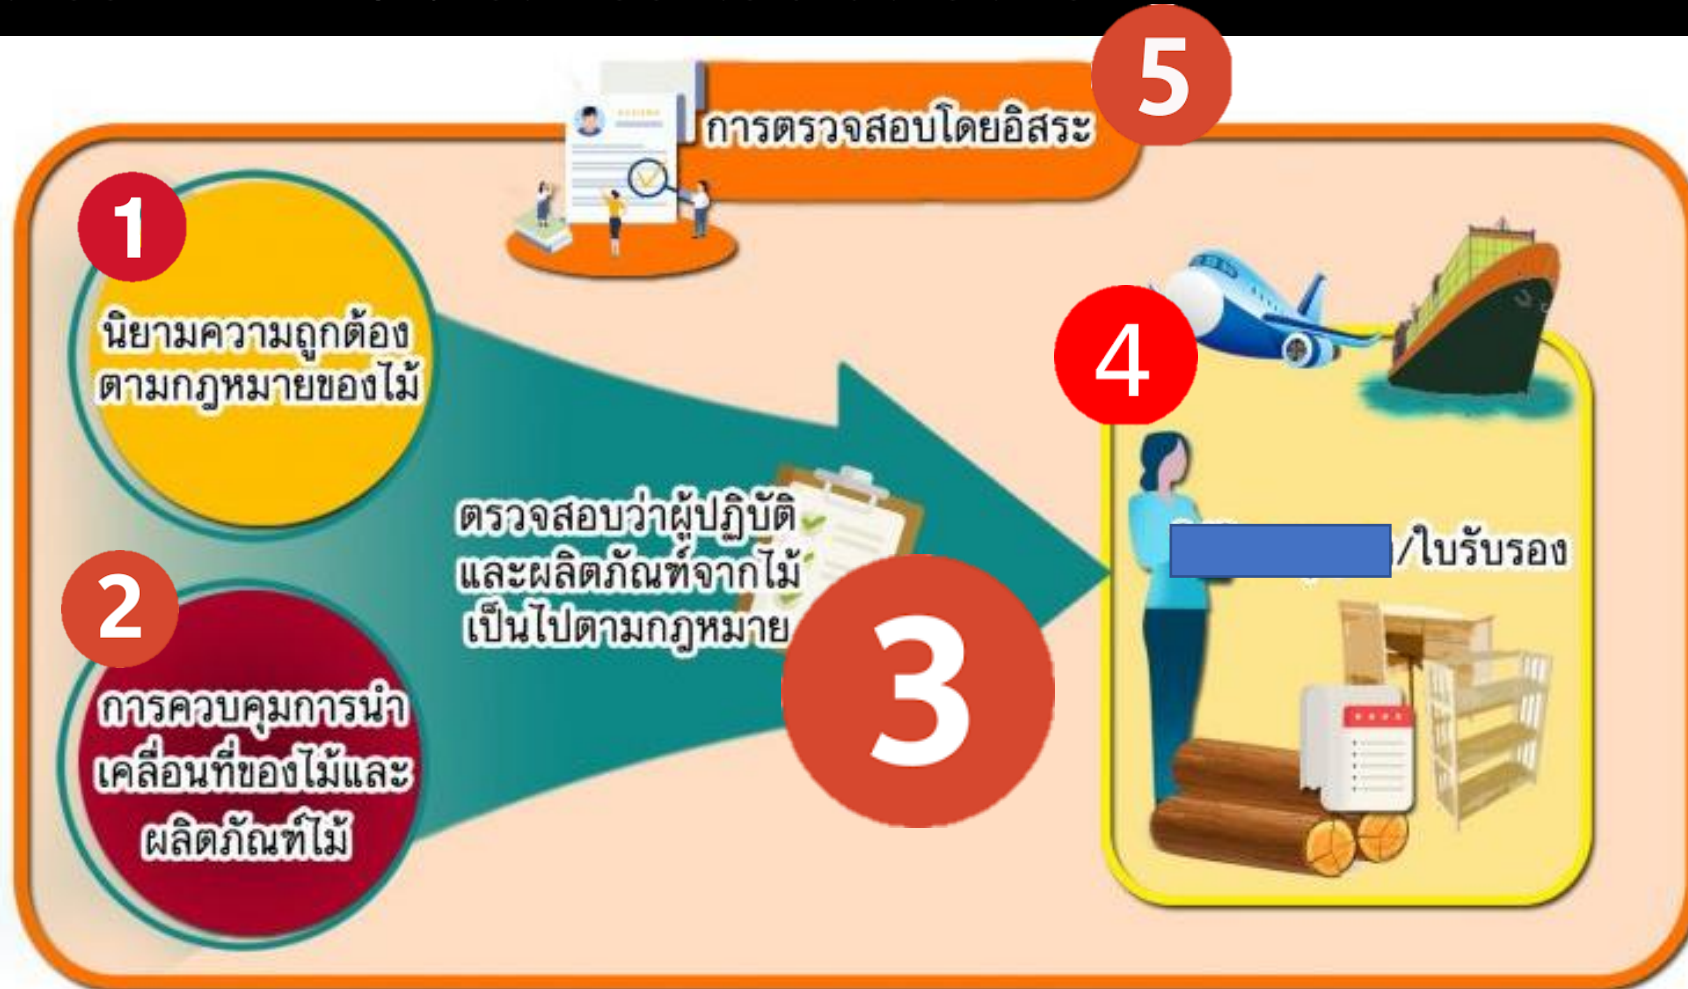 5
การตรวจสอบโดยอิสระ
1
นิยามความถูกต้อง
ตามกฎหมายของไม้
2
การควบคุมการนำ
เคลื่อนที่ของไม้และ
ผลิตภัณฑ์ไม้
ตรวจสอบว่าผู้ปฏิบัติ
และผลิตภัณฑ์จากไม้
เป็นไปตามกฎหมาย
3
4
/ใบรับรอง